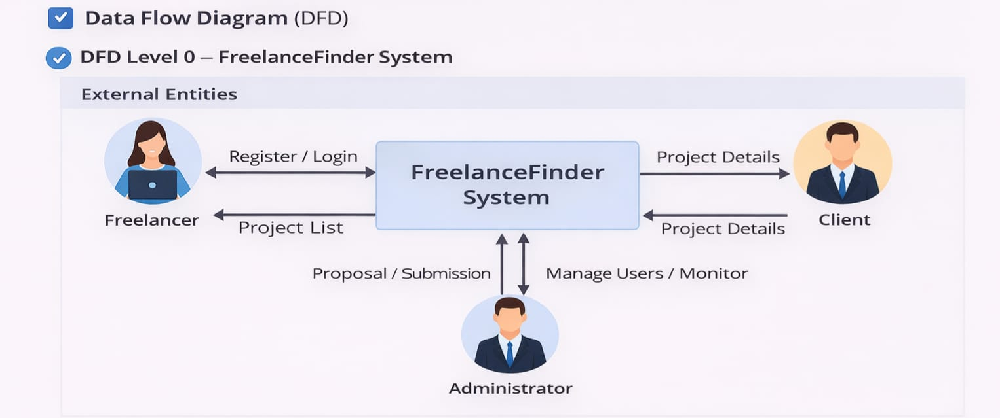 Data Flow Diagram (DFD)
DFD Level 0 – FreelanceFinder System
External Entities
Register / Login
FreelanceFinder
System
Project Details
Freelancer
Project List
Project Details
Client
Proposal / Submission
Manage Users / Monitor
Administrator